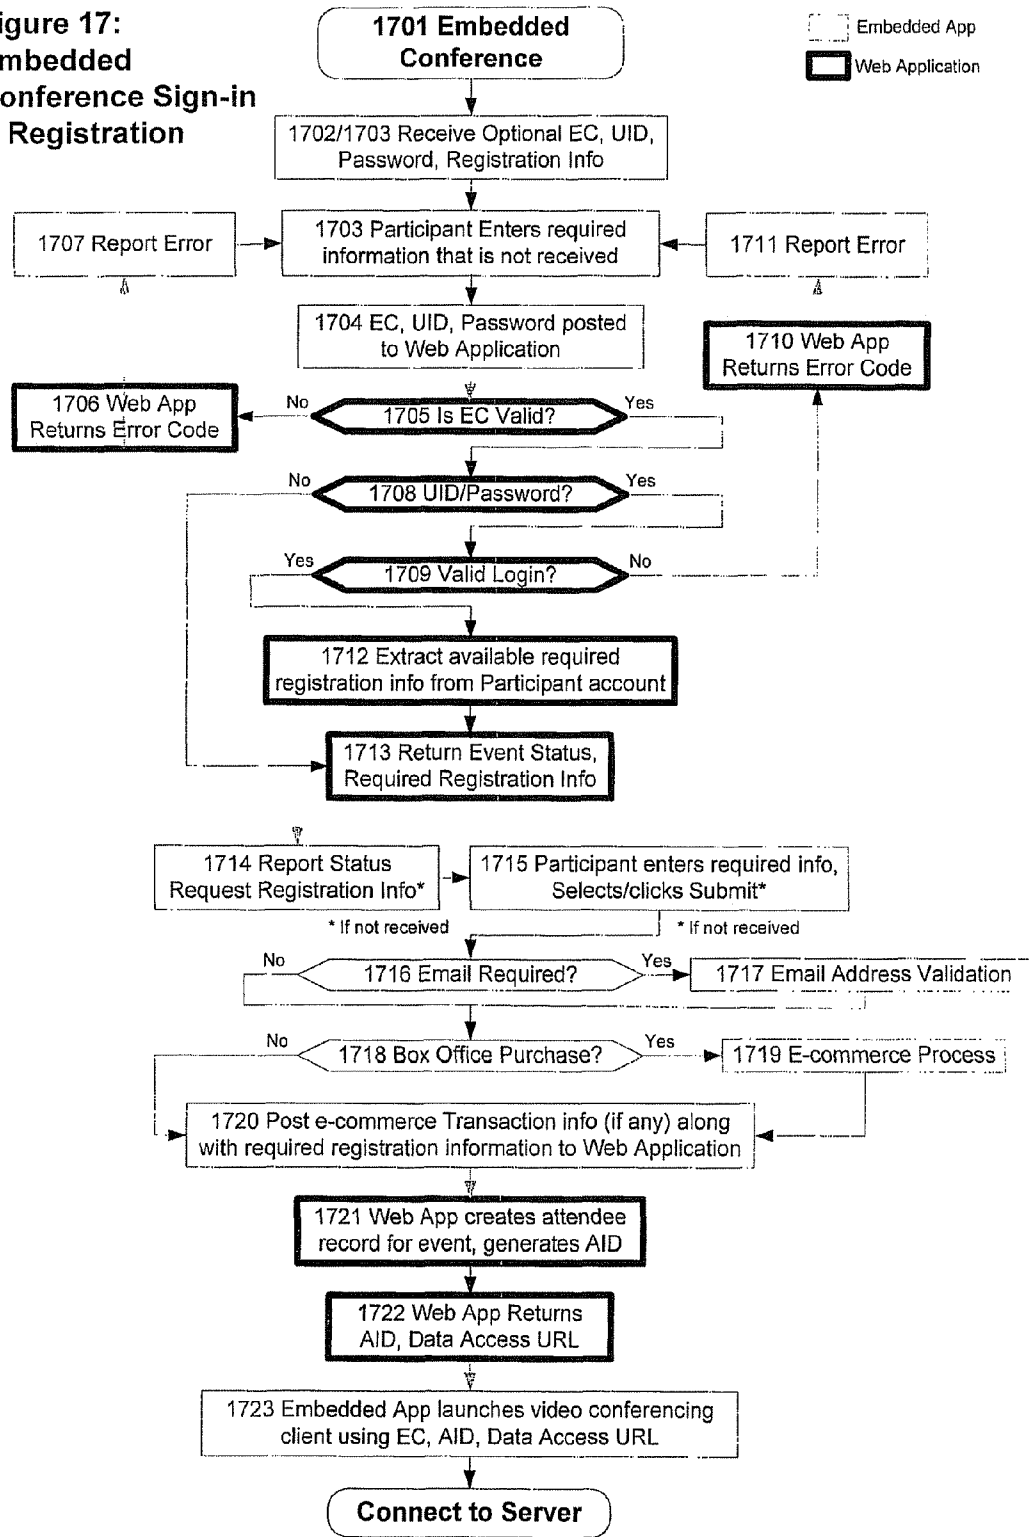 igure 17:
mbedded
onference Sign-in
Registration
1701 Embedded
Conference
Embedded App
Web Application
1702/1703 Receive Optional EC, UID,
Password, Registration Info
1707 Report Error
1703 Participant Enters required
information that is not received
1711 Report Error
1704 EC, UID, Password posted
to Web Application
1710 Web App
Returns Error Code
1706 Web App
Returns Error Code
No
1705 Is EC Valid?
Yes
No
1708 UID/Password?
Yes
Yes
1709 Valid Login?
No
1712 Extract available required
registration info from Participant account
1713 Return Event Status,
Required Registration Info
1714 Report Status
Request Registration Info*
1715 Participant enters required info,
Selects/clicks Submit*
* If not received
* If not received
No
1716 Email Required?
Yes
1717 Email Address Validation
No
1718 Box Office Purchase?
Yes
1719 E-commerce Process
1720 Post e-commerce Transaction info (if any) along
with required registration information to Web Application
1721 Web App creates attendee
record for event, generates AID
1722 Web App Returns
AID, Data Access URL
1723 Embedded App launches video conferencing
client using EC, AID, Data Access URL
Connect to Server